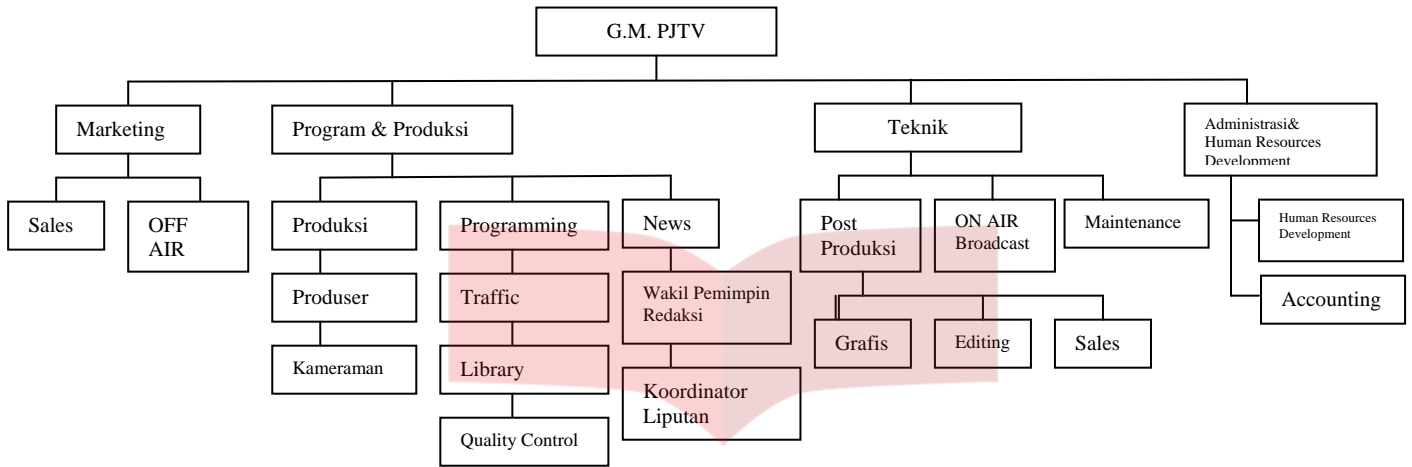 G.M. PJTV
Marketing
Program & Produksi
Teknik
Administrasi&
Human Resources
Development
Sales
OFF
AIR
Produksi
Programming
News
Post
Produksi
ON AIR
Broadcast
Maintenance
Human Resources
Development
Produser
Traffic
Wakil Pemimpin
Redaksi
Accounting
Grafis
Editing
Sales
Kameraman
Library
Koordinator
Liputan
Quality Control